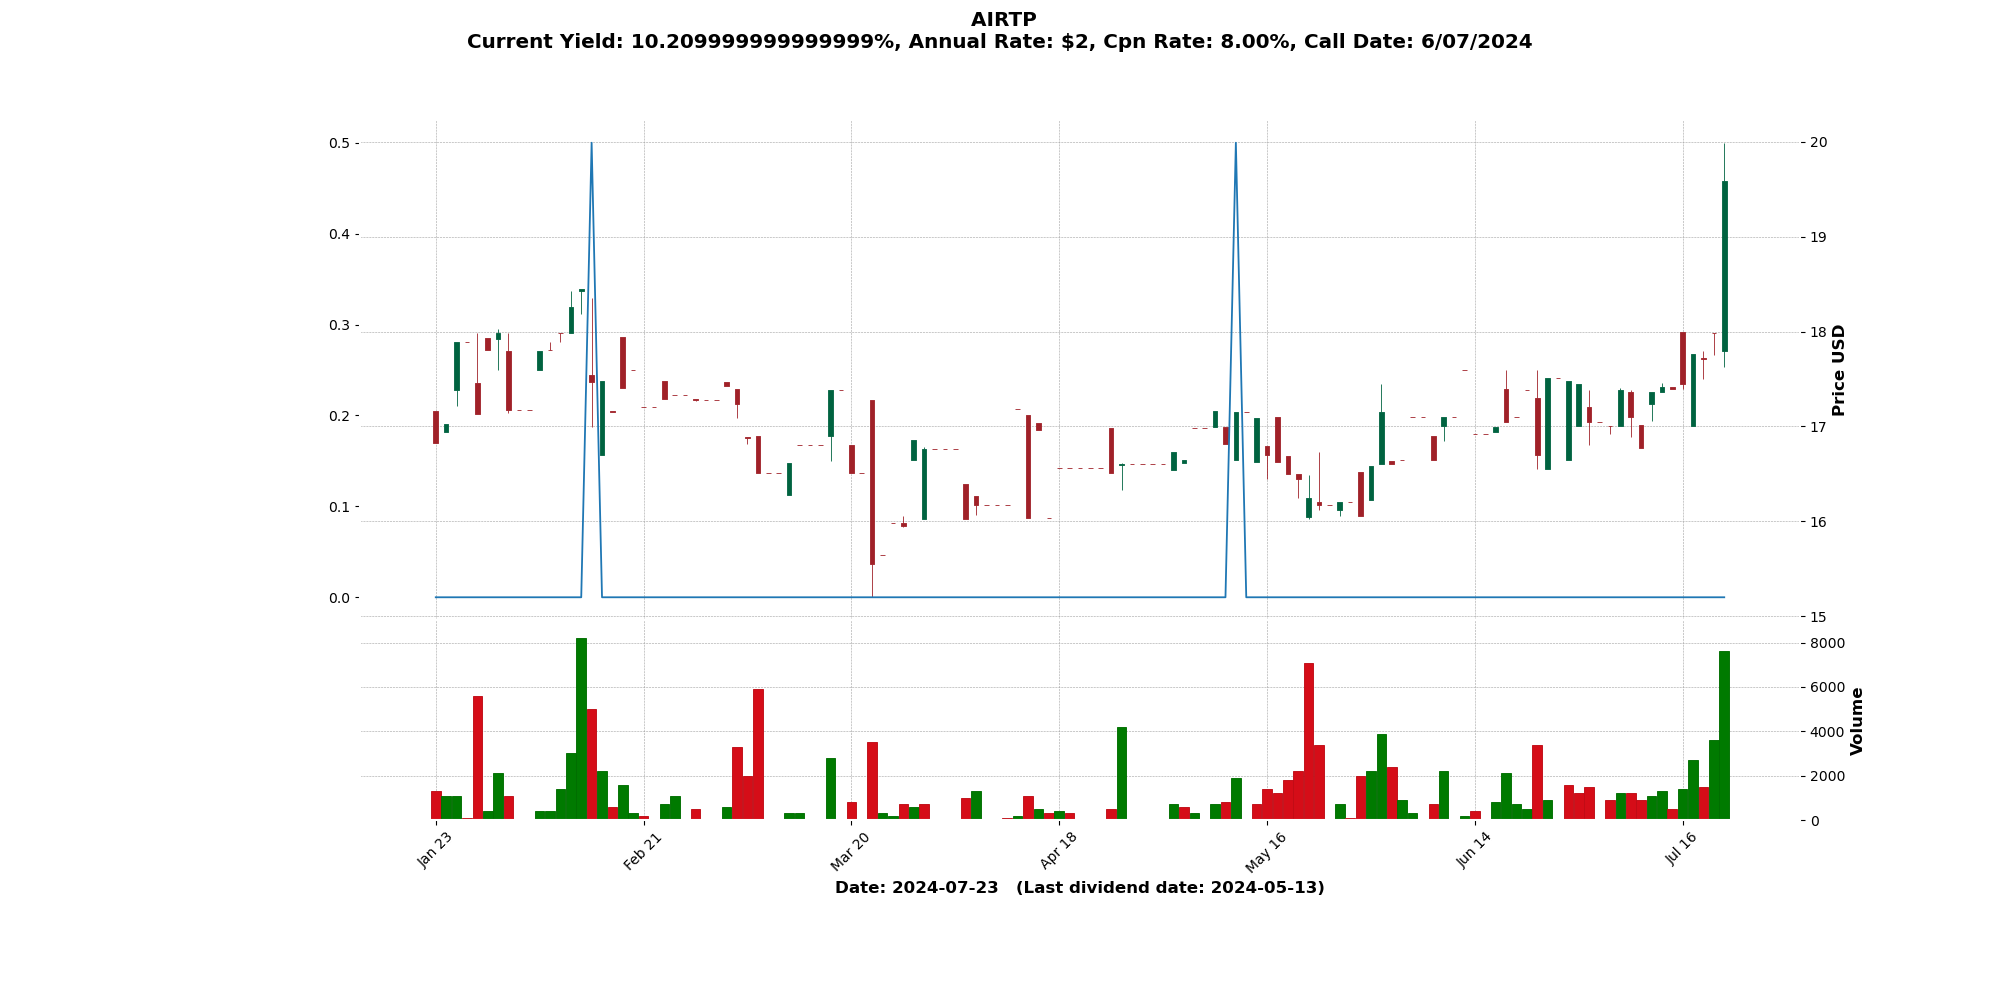 AIRTP
Current Yield: 10.209999999999999%, Annual Rate: $2, Cpn Rate: 8.00%, Call Date: 6/07/2024
0.5
0.4
0.3
0.2
0.1
0.0
20
19
18
17
16
15
Price USD
8000
6000
4000
2000
0
Volume
Jan 23
Feb 21
Mar 20
Apr 18
May 16
Jun 14
Jul 16
Date: 2024-07-23 (Last dividend date: 2024-05-13)